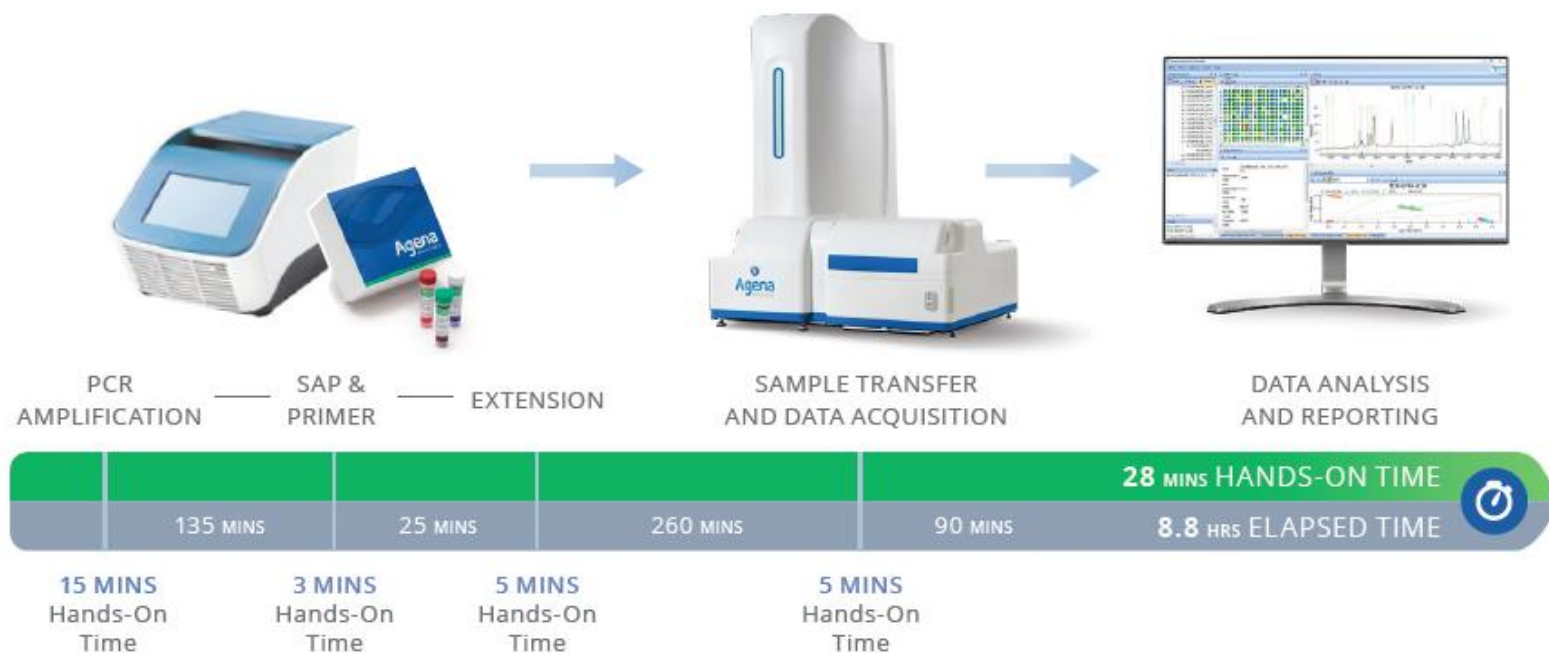 Agena
Agena
PCR
AMPLIFICATION
SAP &
PRIMER
EXTENSION
SAMPLE TRANSFER
AND DATA ACQUISITION
DATA ANALYSIS
AND REPORTING
28 MINS HANDS-ON TIME
135 MINS
25 MINS
260 MINS
90 MINS
8.8 HRS ELAPSED TIME
15 MINS
Hands-On
Time
3 MINS
Hands-On
Time
5 MINS
Hands-On
Time
5 MINS
Hands-On
Time